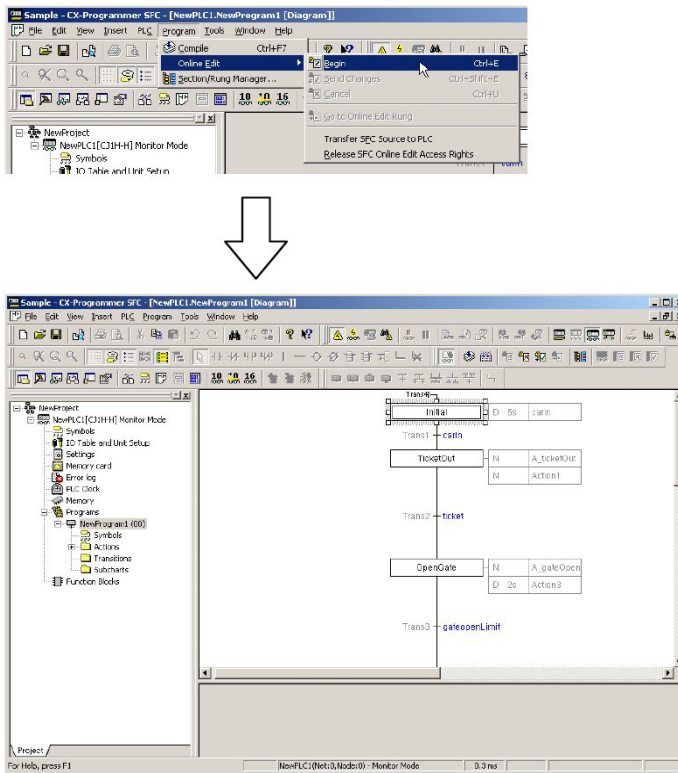 Sample - CX-Programmer SFC - [NewPLC1.NewProgram1 [Diagram]]
File Edit View Insert PLC Program Tools Window Help
Compile Ctrl+F7
Online Edit
Section/Rung Manager...
Begin Ctrl+E
Send Changes Ctrl+Shift+E
Cancel Ctrl+U
Go to Online Edit Rung
Transfer SFC Source to PLC
Release SFC Online Edit Access Rights
10 10 16
NewProject
NewPLC1[CJ1H-H] Monitor Mode
Symbols
IO Table and Unit Setup
Sample - CX-Programmer SFC - [NewPLC1.NewProgram1 [Diagram]]
File Edit View Insert PLC Program Tools Window Help
10 10 16
NewProject
NewPLC1[CJ1H-H] Monitor Mode
Symbols
IO Table and Unit Setup
Settings
Memory card
Error log
PLC Clock
Memory
Programs
NewProgram1 (00)
Symbols
Actions
Transitions
Subcharts
Function Blocks
Project
Trans4
Initial D 5s carin
Trans1 carin
TicketOut N A_ticketOut
N Action1
Trans2 ticket
OpenGate N A_gateOpen
D 2s Action3
Trans3 gateopenLimit
For Help, press F1
NewPLC1(Net:0,Node:0) - Monitor Mode 0.3 ms